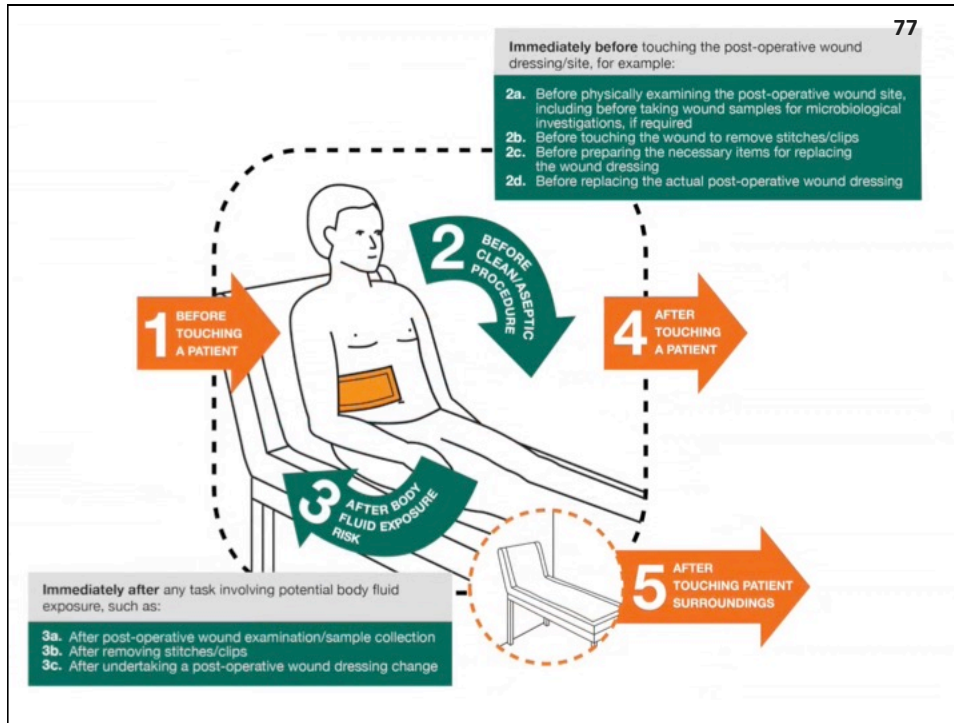 77
Immediately before touching the post-operative wound
dressing/site, for example:
2a. Before physically examining the post-operative wound site,
including before taking wound samples for microbiological
investigations, if required
2b. Before touching the wound to remove stitches/clips
2c. Before preparing the necessary items for replacing
the wound dressing
2d. Before replacing the actual post-operative wound dressing
1 BEFORE
TOUCHING
A PATIENT
2 BEFORE
CLEAN/ASEPTIC
PROCEDURE
4 AFTER
TOUCHING
A PATIENT
3 AFTER BODY
FLUID EXPOSURE
RISK
5 AFTER
TOUCHING PATIENT
SURROUNDINGS
Immediately after any task involving potential body fluid
exposure, such as:
3a. After post-operative wound examination/sample collection
3b. After removing stitches/clips
3c. After undertaking a post-operative wound dressing change